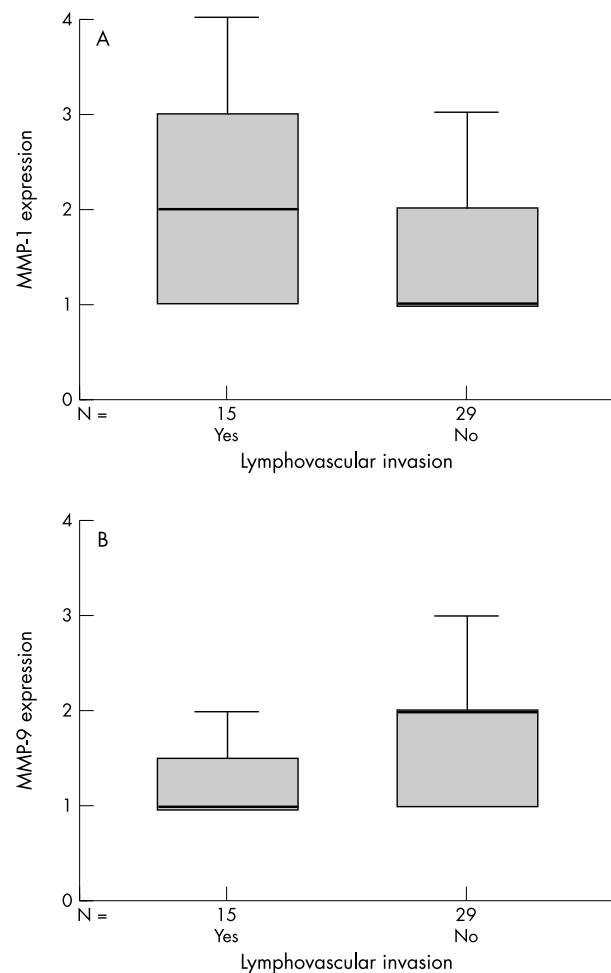 A
MMP-1 expression
4
3
2
1
0
N = 15 29
Yes No
Lymphovascular invasion
B
MMP-9 expression
4
3
2
1
0
N = 15 29
Yes No
Lymphovascular invasion